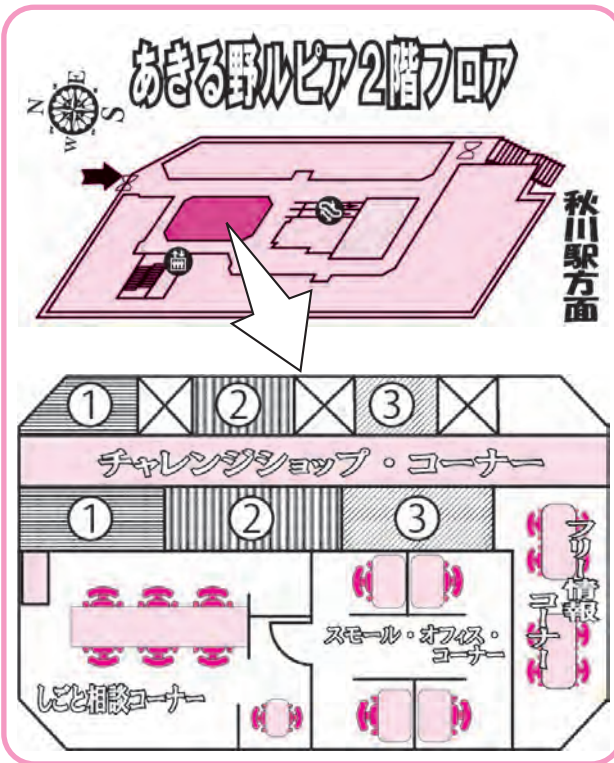 あきる野ルピア2階フロア
N
E
S
W
秋川駅方面
① ② ③
チャレンジショップ・コーナー
① ② ③
フリー情報
コーナー
スモール・オフィス・
コーナー
しごと相談コーナー